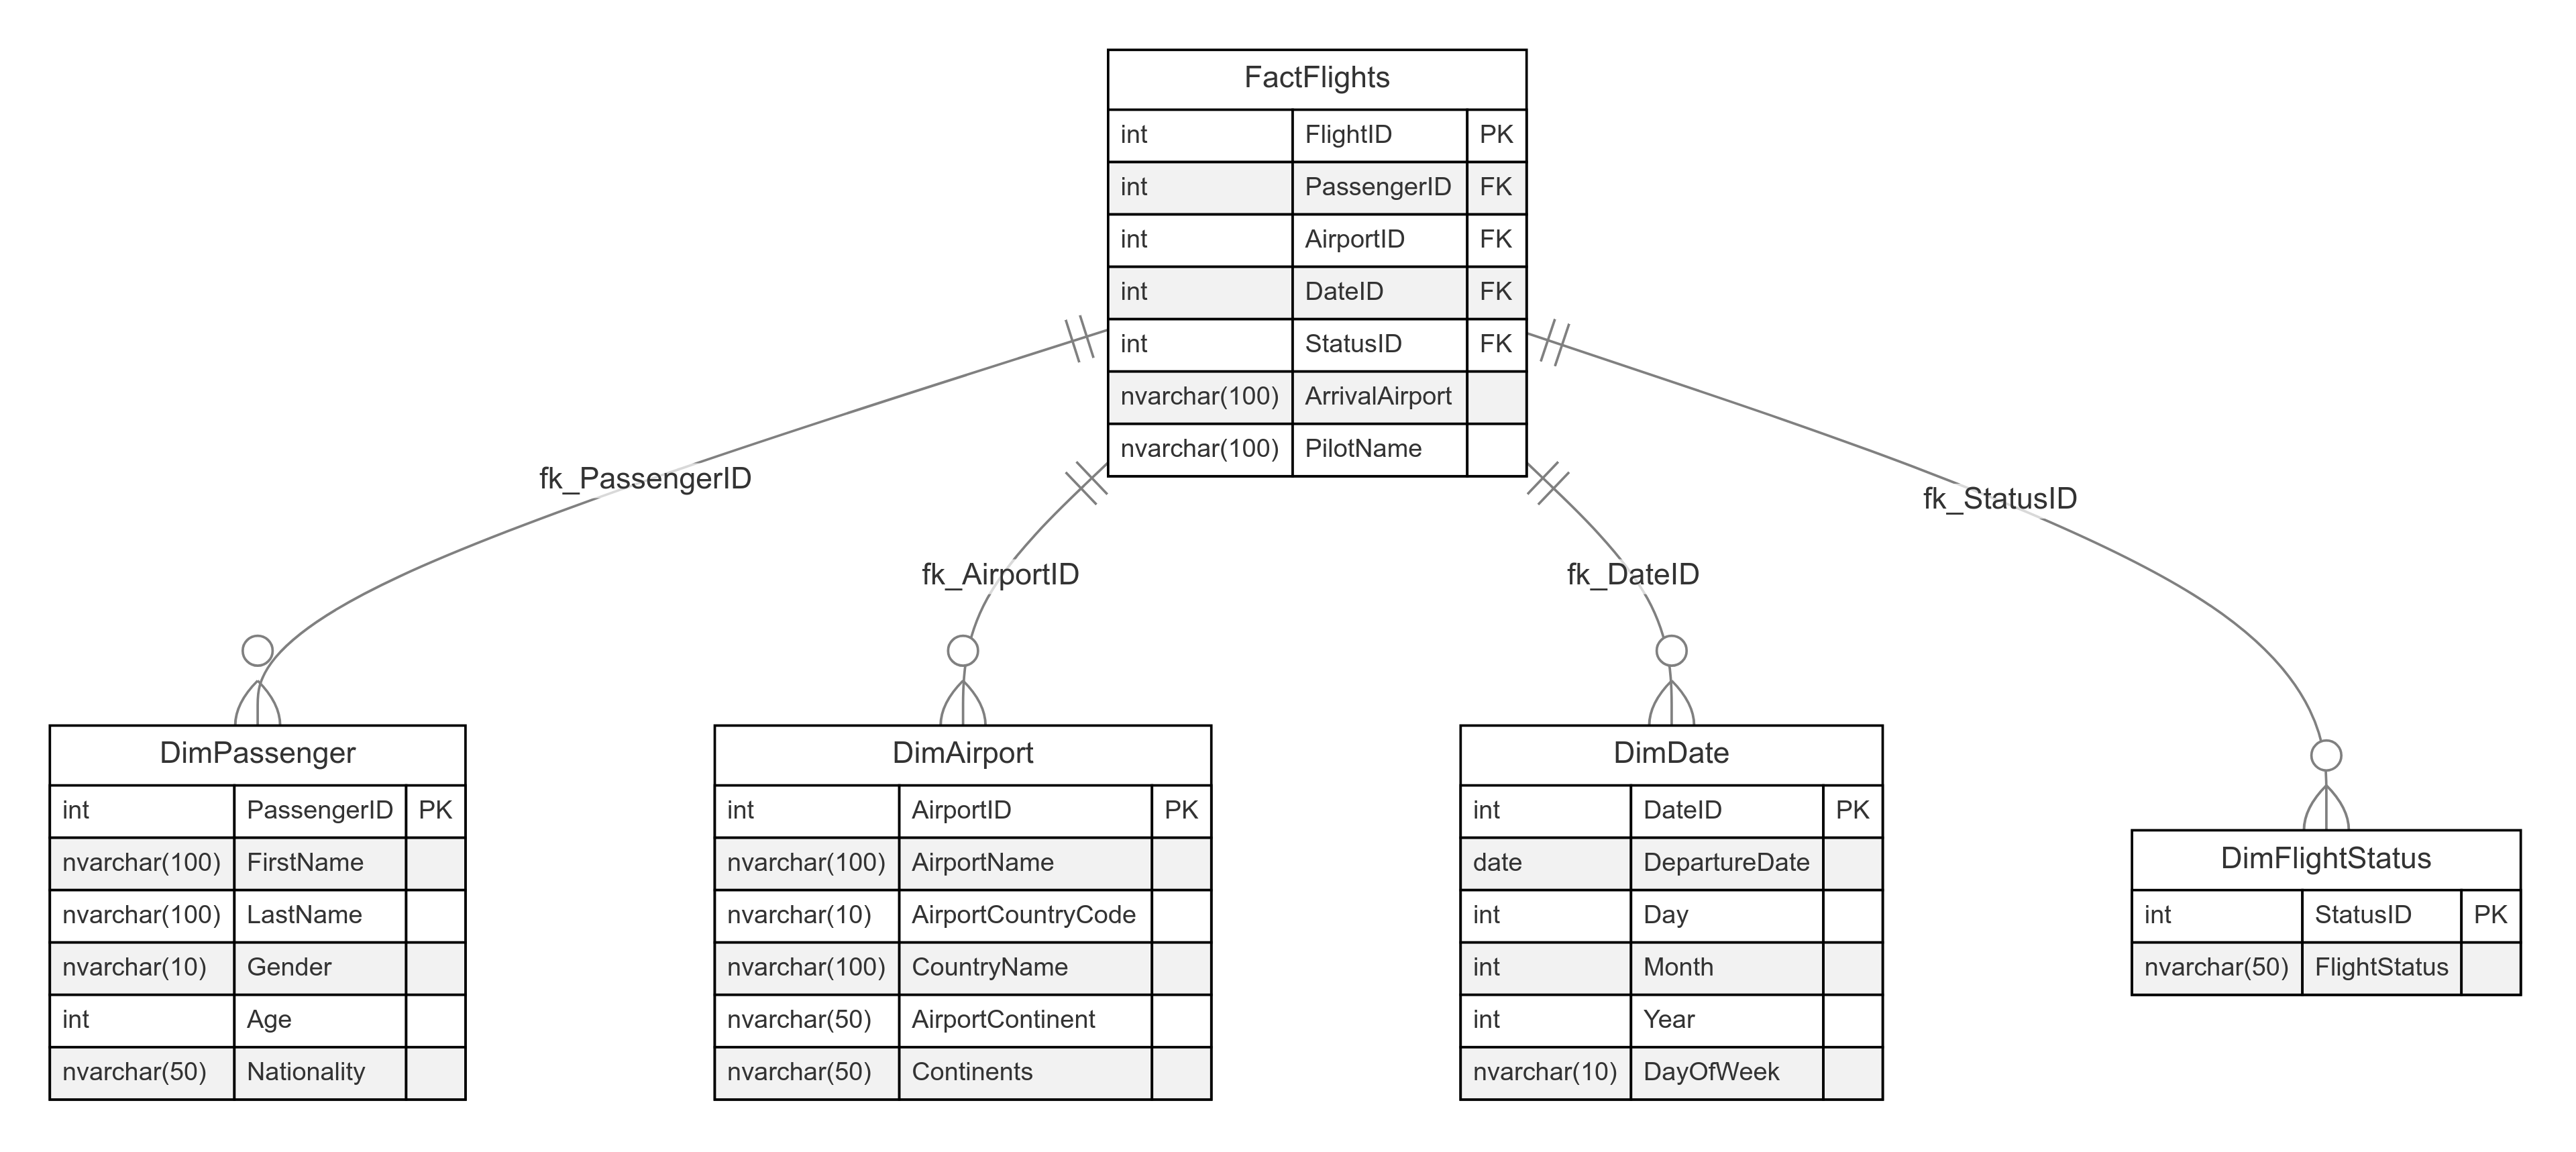 FactFlights
int FlightID PK
int PassengerID FK
int AirportID FK
int DateID FK
int StatusID FK
nvarchar(100) ArrivalAirport
nvarchar(100) PilotName
fk_PassengerID
fk_AirportID
fk_DateID
fk_StatusID
DimPassenger
int PassengerID PK
nvarchar(100) FirstName
nvarchar(100) LastName
nvarchar(10) Gender
int Age
nvarchar(50) Nationality
DimAirport
int AirportID PK
nvarchar(100) AirportName
nvarchar(10) AirportCountryCode
nvarchar(100) CountryName
nvarchar(50) AirportContinent
nvarchar(50) Continents
DimDate
int DateID PK
date DepartureDate
int Day
int Month
int Year
nvarchar(10) DayOfWeek
DimFlightStatus
int StatusID PK
nvarchar(50) FlightStatus